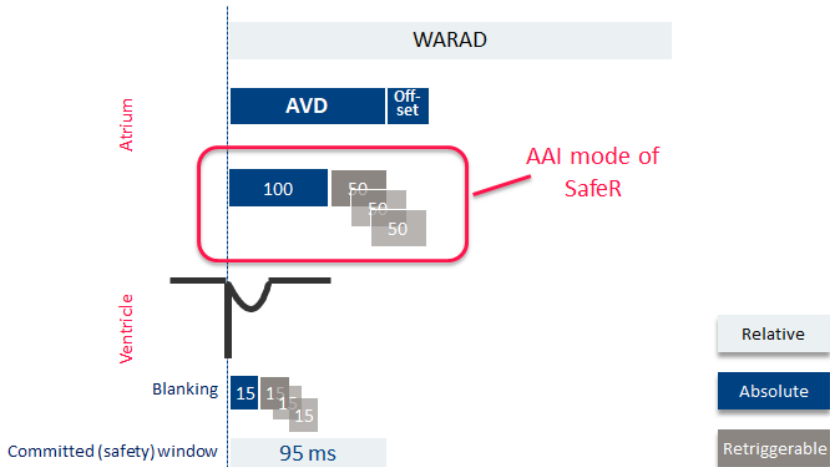 WARAD
Atrium
AVD
Off-
set
AAI mode of
SafeR
100
50
50
50
Ventricle
Relative
Blanking
15
15
15
15
Absolute
Committed (safety) window
95 ms
Retriggerable